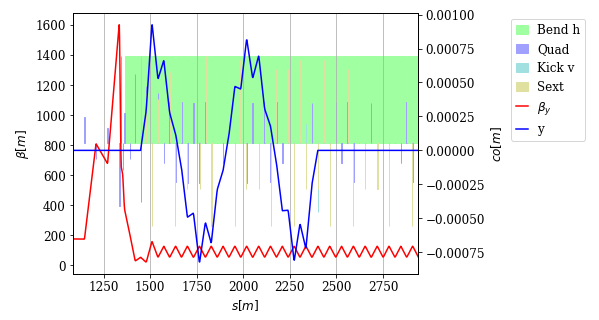 1600
1400
1200
1000
800
600
400
200
0
β[m]
1250
1500
1750
2000
2250
2500
2750
s[m]
0.00100
0.00075
0.00050
0.00025
0.00000
−0.00025
−0.00050
−0.00075
co[m]
Bend h
Quad
Kick v
Sext
βy
y